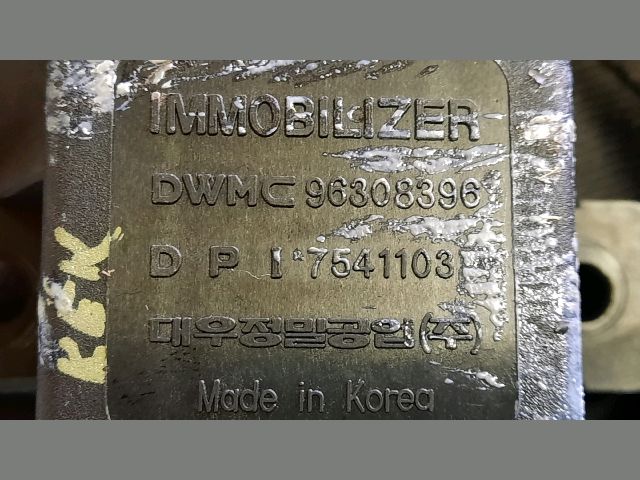 IMMOBILIZER
DWMC 96308396
D P I 7541103
대우정밀공업(주)
Made in Korea